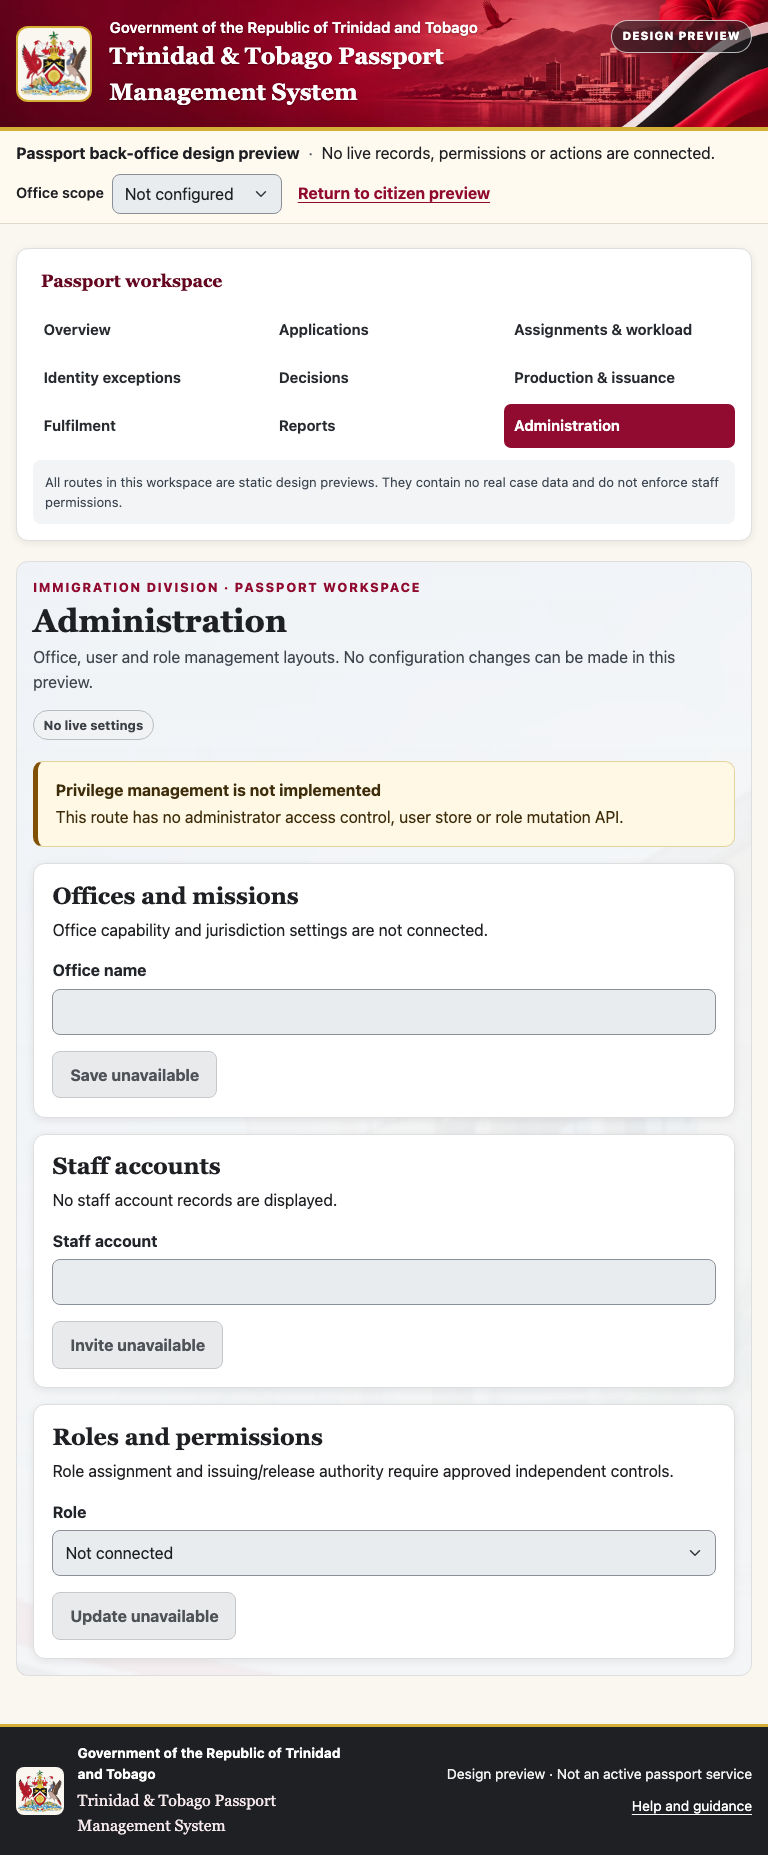 Government of the Republic of Trinidad and Tobago
Trinidad & Tobago Passport
Management System
DESIGN PREVIEW
Passport back-office design preview · No live records, permissions or actions are connected.
Office scope
Not configured
Return to citizen preview
Passport workspace
Overview
Applications
Assignments & workload
Identity exceptions
Decisions
Production & issuance
Fulfilment
Reports
Administration
All routes in this workspace are static design previews. They contain no real case data and do not enforce staff
permissions.
IMMIGRATION DIVISION · PASSPORT WORKSPACE
Administration
Office, user and role management layouts. No configuration changes can be made in this
preview.
No live settings
Privilege management is not implemented
This route has no administrator access control, user store or role mutation API.
Offices and missions
Office capability and jurisdiction settings are not connected.
Office name
Save unavailable
Staff accounts
No staff account records are displayed.
Staff account
Invite unavailable
Roles and permissions
Role assignment and issuing/release authority require approved independent controls.
Role
Not connected
Update unavailable
Government of the Republic of Trinidad
and Tobago
Trinidad & Tobago Passport
Management System
Design preview · Not an active passport service
Help and guidance